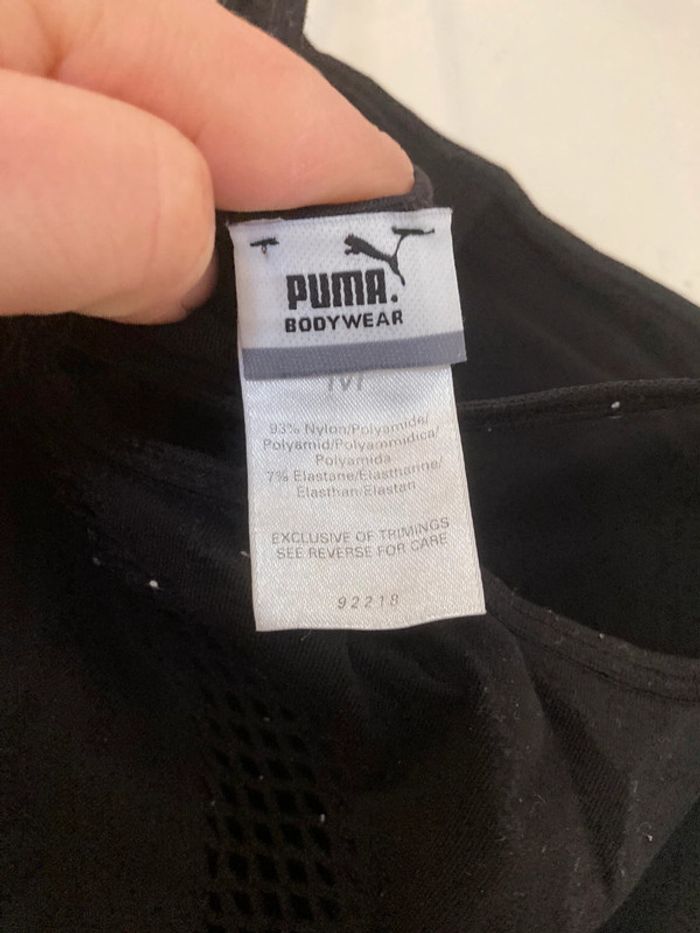 PUMA.
BODYWEAR
M
93% Nylon/Polyamide/
Polyamid/Polyammidica/
Polyamida
7% Elastane/Elasthanne/
Elasthan/Elastan
EXCLUSIVE OF TRIMINGS
SEE REVERSE FOR CARE
92218